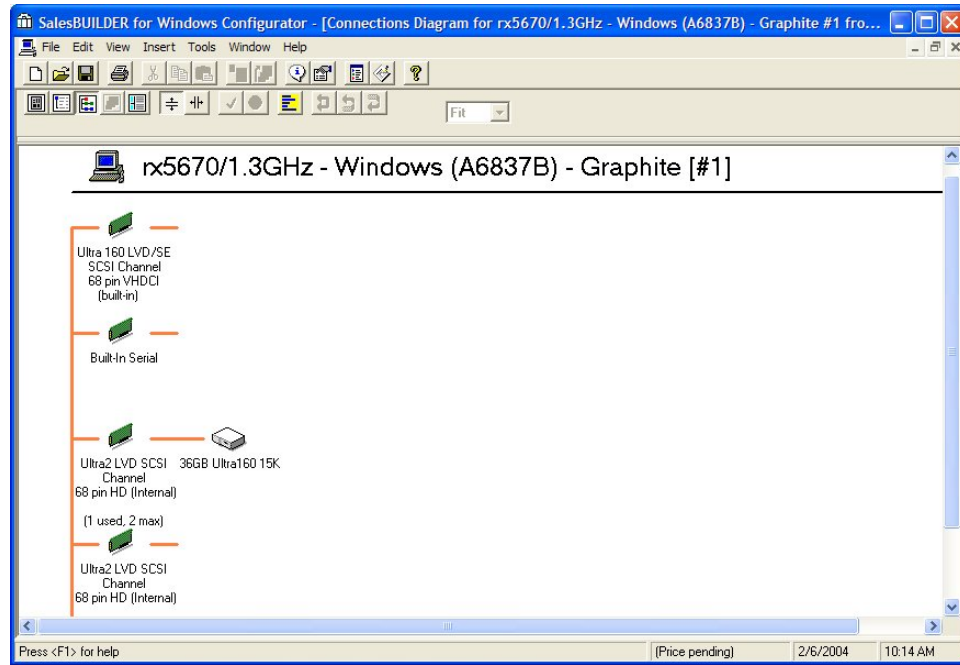 SalesBUILDER for Windows Configurator - [Connections Diagram for rx5670/1.3GHz - Windows (A6837B) - Graphite #1 fro...
File Edit View Insert Tools Window Help
Fit
rx5670/1.3GHz - Windows (A6837B) - Graphite [#1]
Ultra 160 LVD/SE
SCSI Channel
68 pin VHDCI
(built-in)
Built-In Serial
Ultra2 LVD SCSI
Channel
68 pin HD (Internal)
(1 used, 2 max)
36GB Ultra160 15K
Ultra2 LVD SCSI
Channel
68 pin HD (Internal)
Press <F1> for help
(Price pending)
2/6/2004
10:14 AM